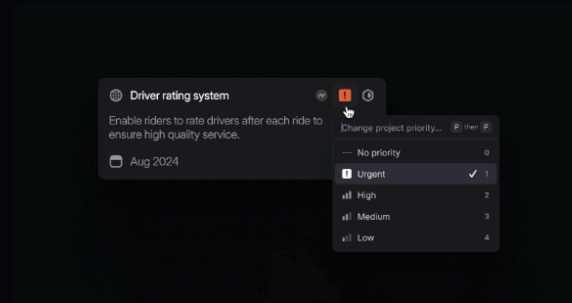 Driver rating system
Enable riders to rate drivers after each ride to
ensure high quality service.
Aug 2024
Change project priority... P then P
No priority 0
Urgent 1
High 2
Medium 3
Low 4